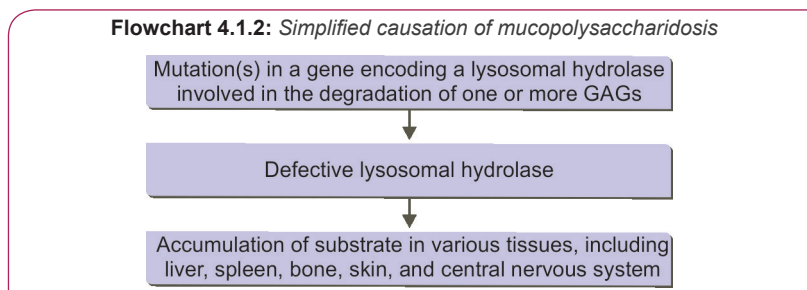 Flowchart 4.1.2: Simplified causation of mucopolysaccharidosis
Mutation(s) in a gene encoding a lysosomal hydrolase
involved in the degradation of one or more GAGs
Defective lysosomal hydrolase
Accumulation of substrate in various tissues, including
liver, spleen, bone, skin, and central nervous system